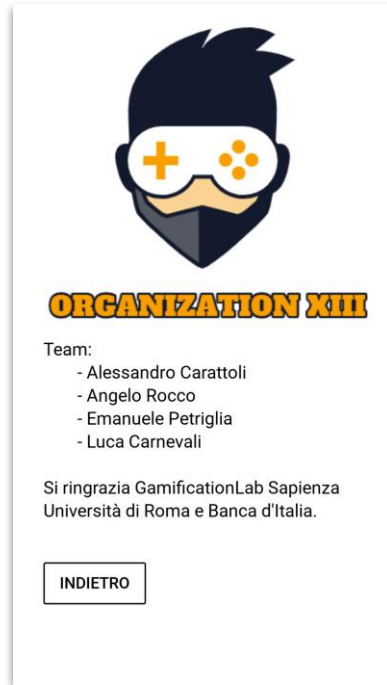 ORGANIZATION XIII
Team:
- Alessandro Carattoli
- Angelo Rocco
- Emanuele Petriglia
- Luca Carnevali
Si ringrazia GamificationLab Sapienza
Università di Roma e Banca d'Italia.
INDIETRO